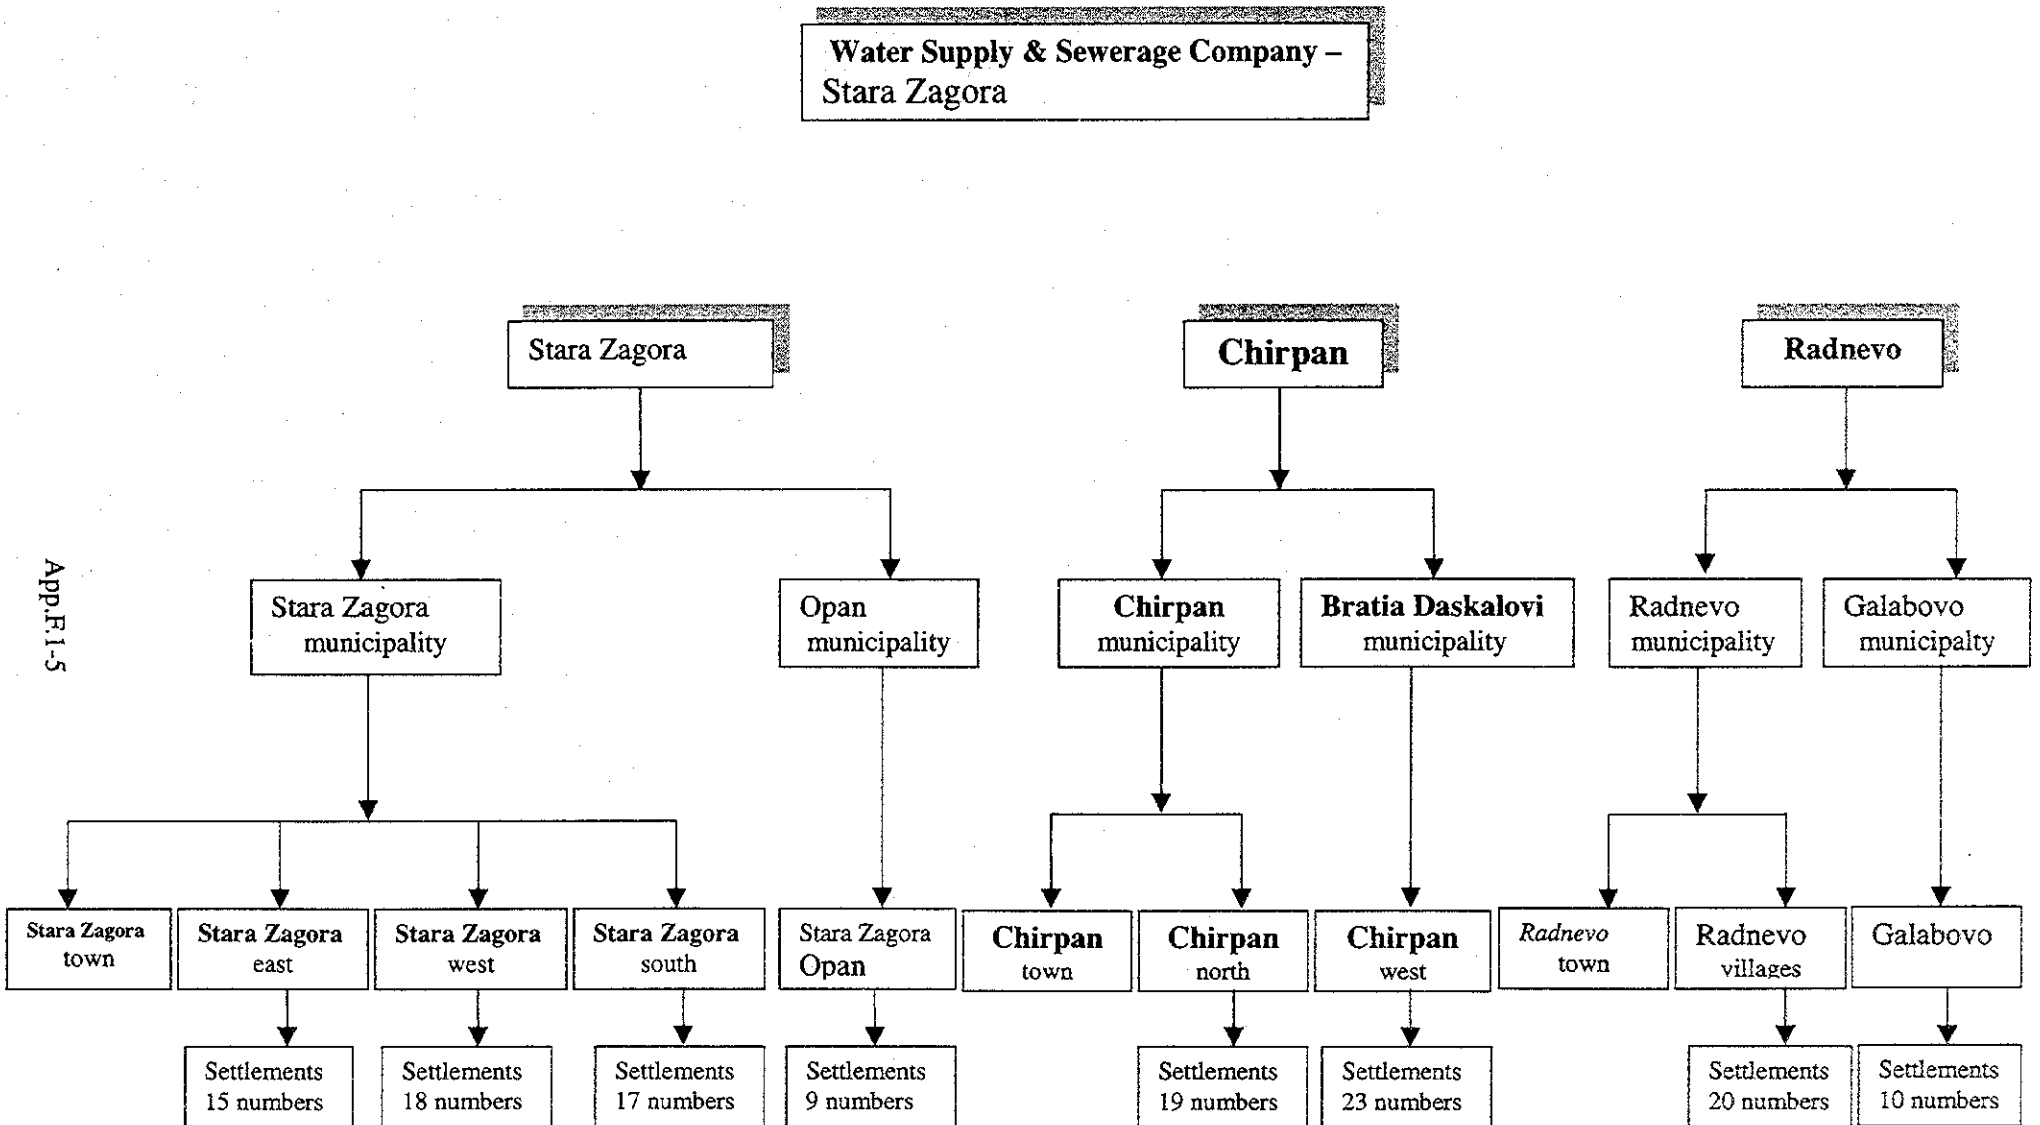 Water Supply & Sewerage Company –
Stara Zagora
Stara Zagora
Chirpan
Radnevo
Stara Zagora
municipality
Opan
municipality
Chirpan
municipality
Bratia Daskalovi
municipality
Radnevo
municipality
Galabovo
municipalty
App.F.1-5
Stara Zagora
town
Stara Zagora
east
Stara Zagora
west
Stara Zagora
south
Stara Zagora
Opan
Chirpan
town
Chirpan
north
Chirpan
west
Radnevo
town
Radnevo
villages
Galabovo
Settlements
15 numbers
Settlements
18 numbers
Settlements
17 numbers
Settlements
9 numbers
Settlements
19 numbers
Settlements
23 numbers
Settlements
20 numbers
Settlements
10 numbers